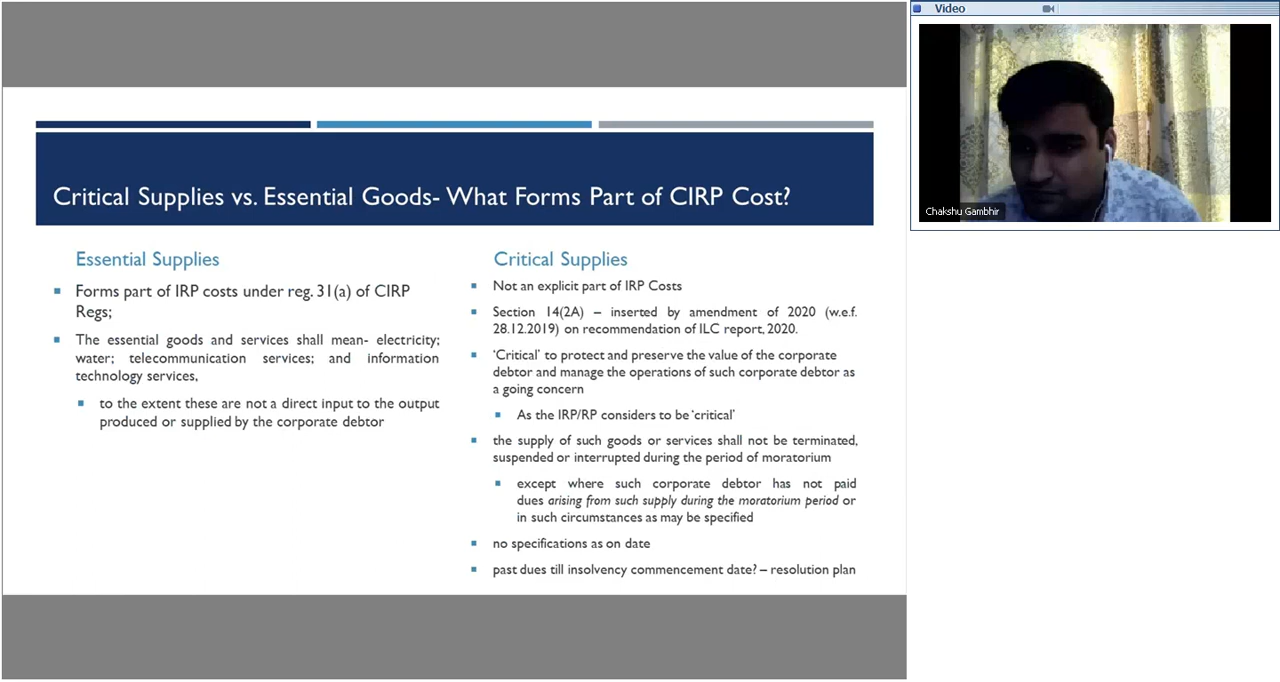 Critical Supplies vs. Essential Goods- What Forms Part of CIRP Cost?
Essential Supplies
Forms part of IRP costs under reg. 31(a) of CIRP
Regs;
The essential goods and services shall mean- electricity;
water; telecommunication services; and information
technology services,
to the extent these are not a direct input to the output
produced or supplied by the corporate debtor
Critical Supplies
Not an explicit part of IRP Costs
Section 14(2A) – inserted by amendment of 2020 (w.e.f.
28.12.2019) on recommendation of ILC report, 2020.
‘Critical’ to protect and preserve the value of the corporate
debtor and manage the operations of such corporate debtor as
a going concern
As the IRP/RP considers to be ‘critical’
the supply of such goods or services shall not be terminated,
suspended or interrupted during the period of moratorium
except where such corporate debtor has not paid
dues arising from such supply during the moratorium period or
in such circumstances as may be specified
no specifications as on date
past dues till insolvency commencement date? – resolution plan
Video
Chakshu Gambhir